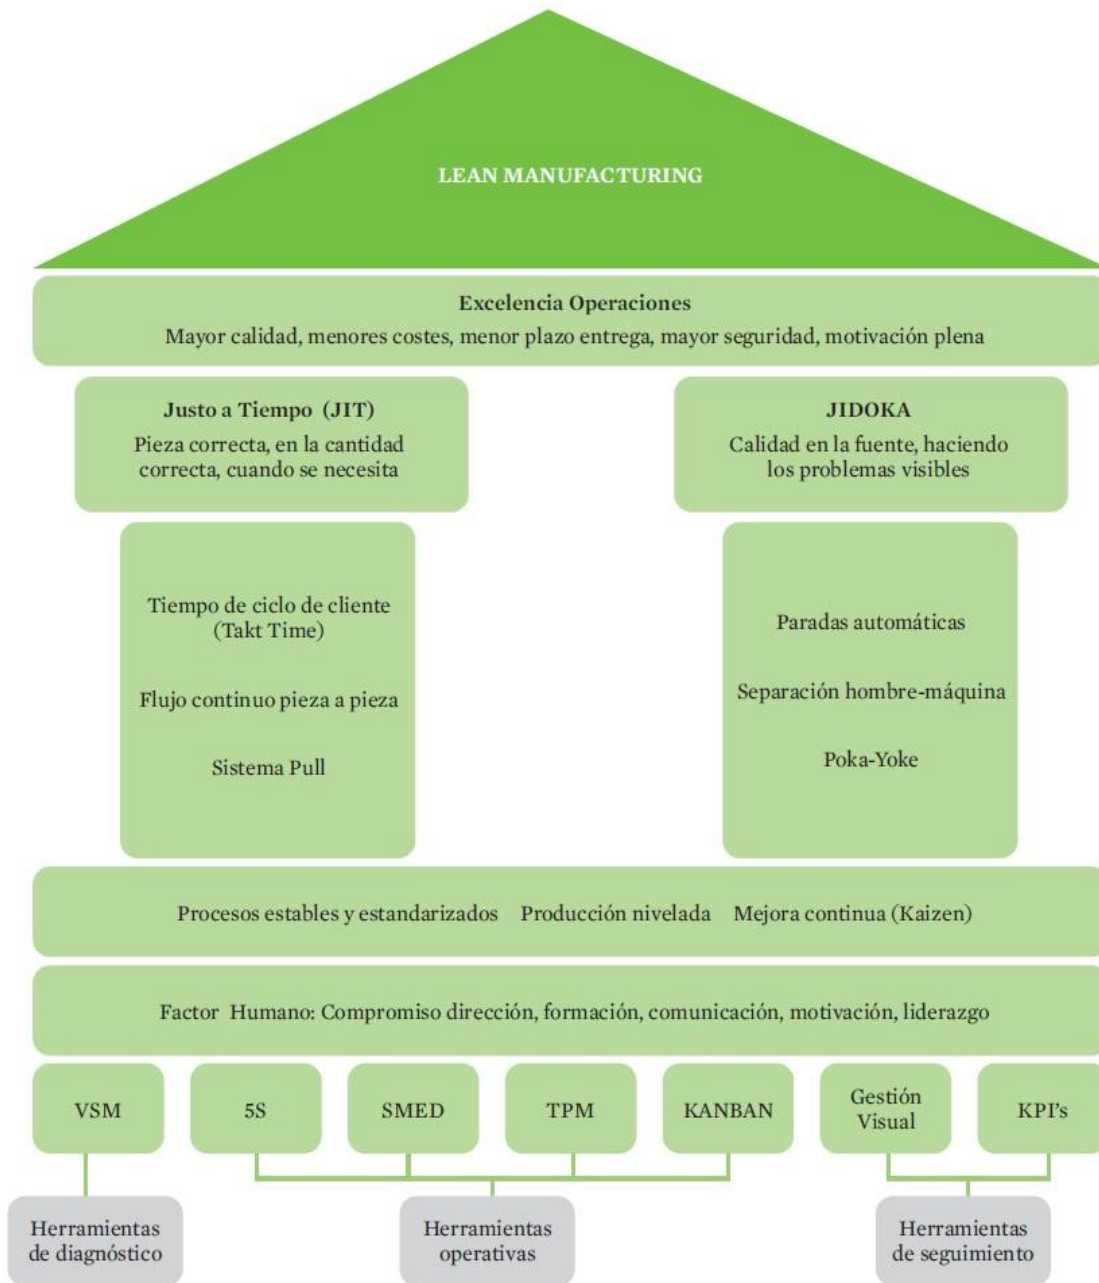 LEAN MANUFACTURING
Excelencia Operaciones
Mayor calidad, menores costes, menor plazo entrega, mayor seguridad, motivación plena
Justo a Tiempo (JIT)
Pieza correcta, en la cantidad
correcta, cuando se necesita
JIDOKA
Calidad en la fuente, haciendo
los problemas visibles
Tiempo de ciclo de cliente
(Takt Time)
Flujo continuo pieza a pieza
Sistema Pull
Paradas automáticas
Separación hombre-máquina
Poka-Yoke
Procesos estables y estandarizados Producción nivelada Mejora continua (Kaizen)
Factor Humano: Compromiso dirección, formación, comunicación, motivación, liderazgo
VSM
5S
SMED
TPM
KANBAN
Gestión
Visual
KPI's
Herramientas
de diagnóstico
Herramientas
operativas
Herramientas
de seguimiento